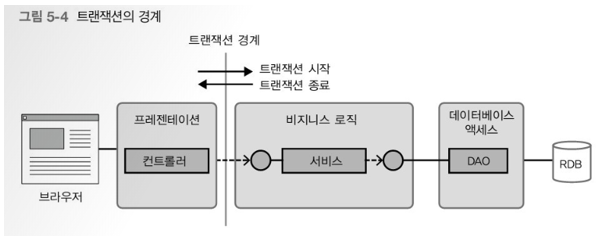 그림 5-4 트랜잭션의 경계
트랜잭션 경계
트랜잭션 시작
트랜잭션 종료
프레젠테이션
비지니스 로직
데이터베이스
액세스
컨트롤러
서비스
DAO
RDB
브라우저